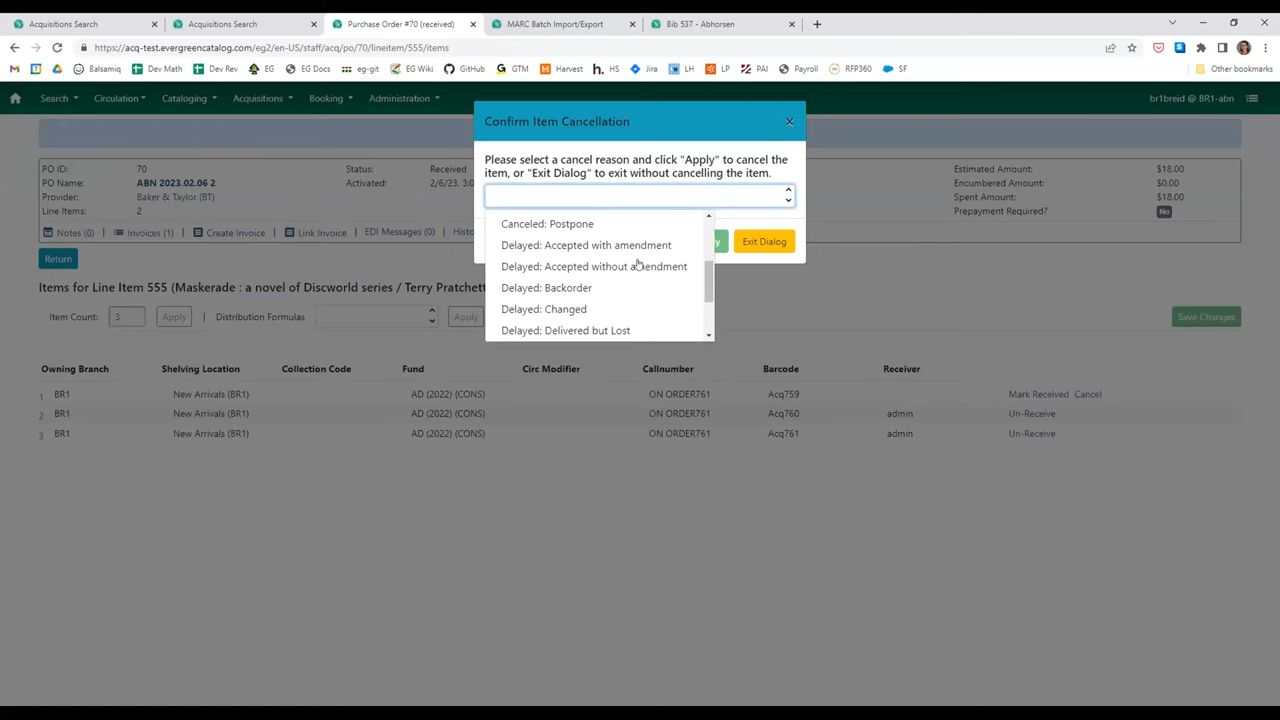 Acquisitions Search
Acquisitions Search
Purchase Order #70 (received)
MARC Batch Import/Export
Bib 537 - Abhorsen
https://acq-test.evergreencatalog.com/eg2/en-US/staff/acq/po/70/lineitem/555/items
Balsamiq
Dev Math
Dev Rev
EG
EG Docs
eg-git
EG Wiki
GitHub
GTM
Harvest
HS
Jira
LH
LP
PAI
Payroll
RFP360
SF
Other bookmarks
Search
Circulation
Cataloging
Acquisitions
Booking
Administration
br1breid @ BR1-abn
Confirm Item Cancellation
Please select a cancel reason and click "Apply" to cancel the
item, or "Exit Dialog" to exit without cancelling the item.
Exit Dialog
Canceled: Postpone
Delayed: Accepted with amendment
Delayed: Accepted without amendment
Delayed: Backorder
Delayed: Changed
Delayed: Delivered but Lost
PO ID: 70 Status: Received Estimated Amount: $18.00
PO Name: ABN 2023.02.06 2 Activated: 2/6/23, 3:0 Encumbered Amount: $0.00
Provider: Baker & Taylor (BT) Spent Amount: $18.00
Line Items: 2 Prepayment Required? No
Notes (0) | Invoices (1) | Create Invoice | Link Invoice EDI Messages (0) Hist
Return
Items for Line Item 555 (Maskerade : a novel of Discworld series / Terry Pratchett
Item Count: 3 Apply | Distribution Formulas Apply Save Changes
Owning Branch Shelving Location Collection Code Fund Circ Modifier Callnumber Barcode Receiver
1 BR1 New Arrivals (BR1) AD (2022) (CONS) ON ORDER761 Acq759 Mark Received Cancel
2 BR1 New Arrivals (BR1) AD (2022) (CONS) ON ORDER761 Acq760 admin Un-Receive
3 BR1 New Arrivals (BR1) AD (2022) (CONS) ON ORDER761 Acq761 admin Un-Receive